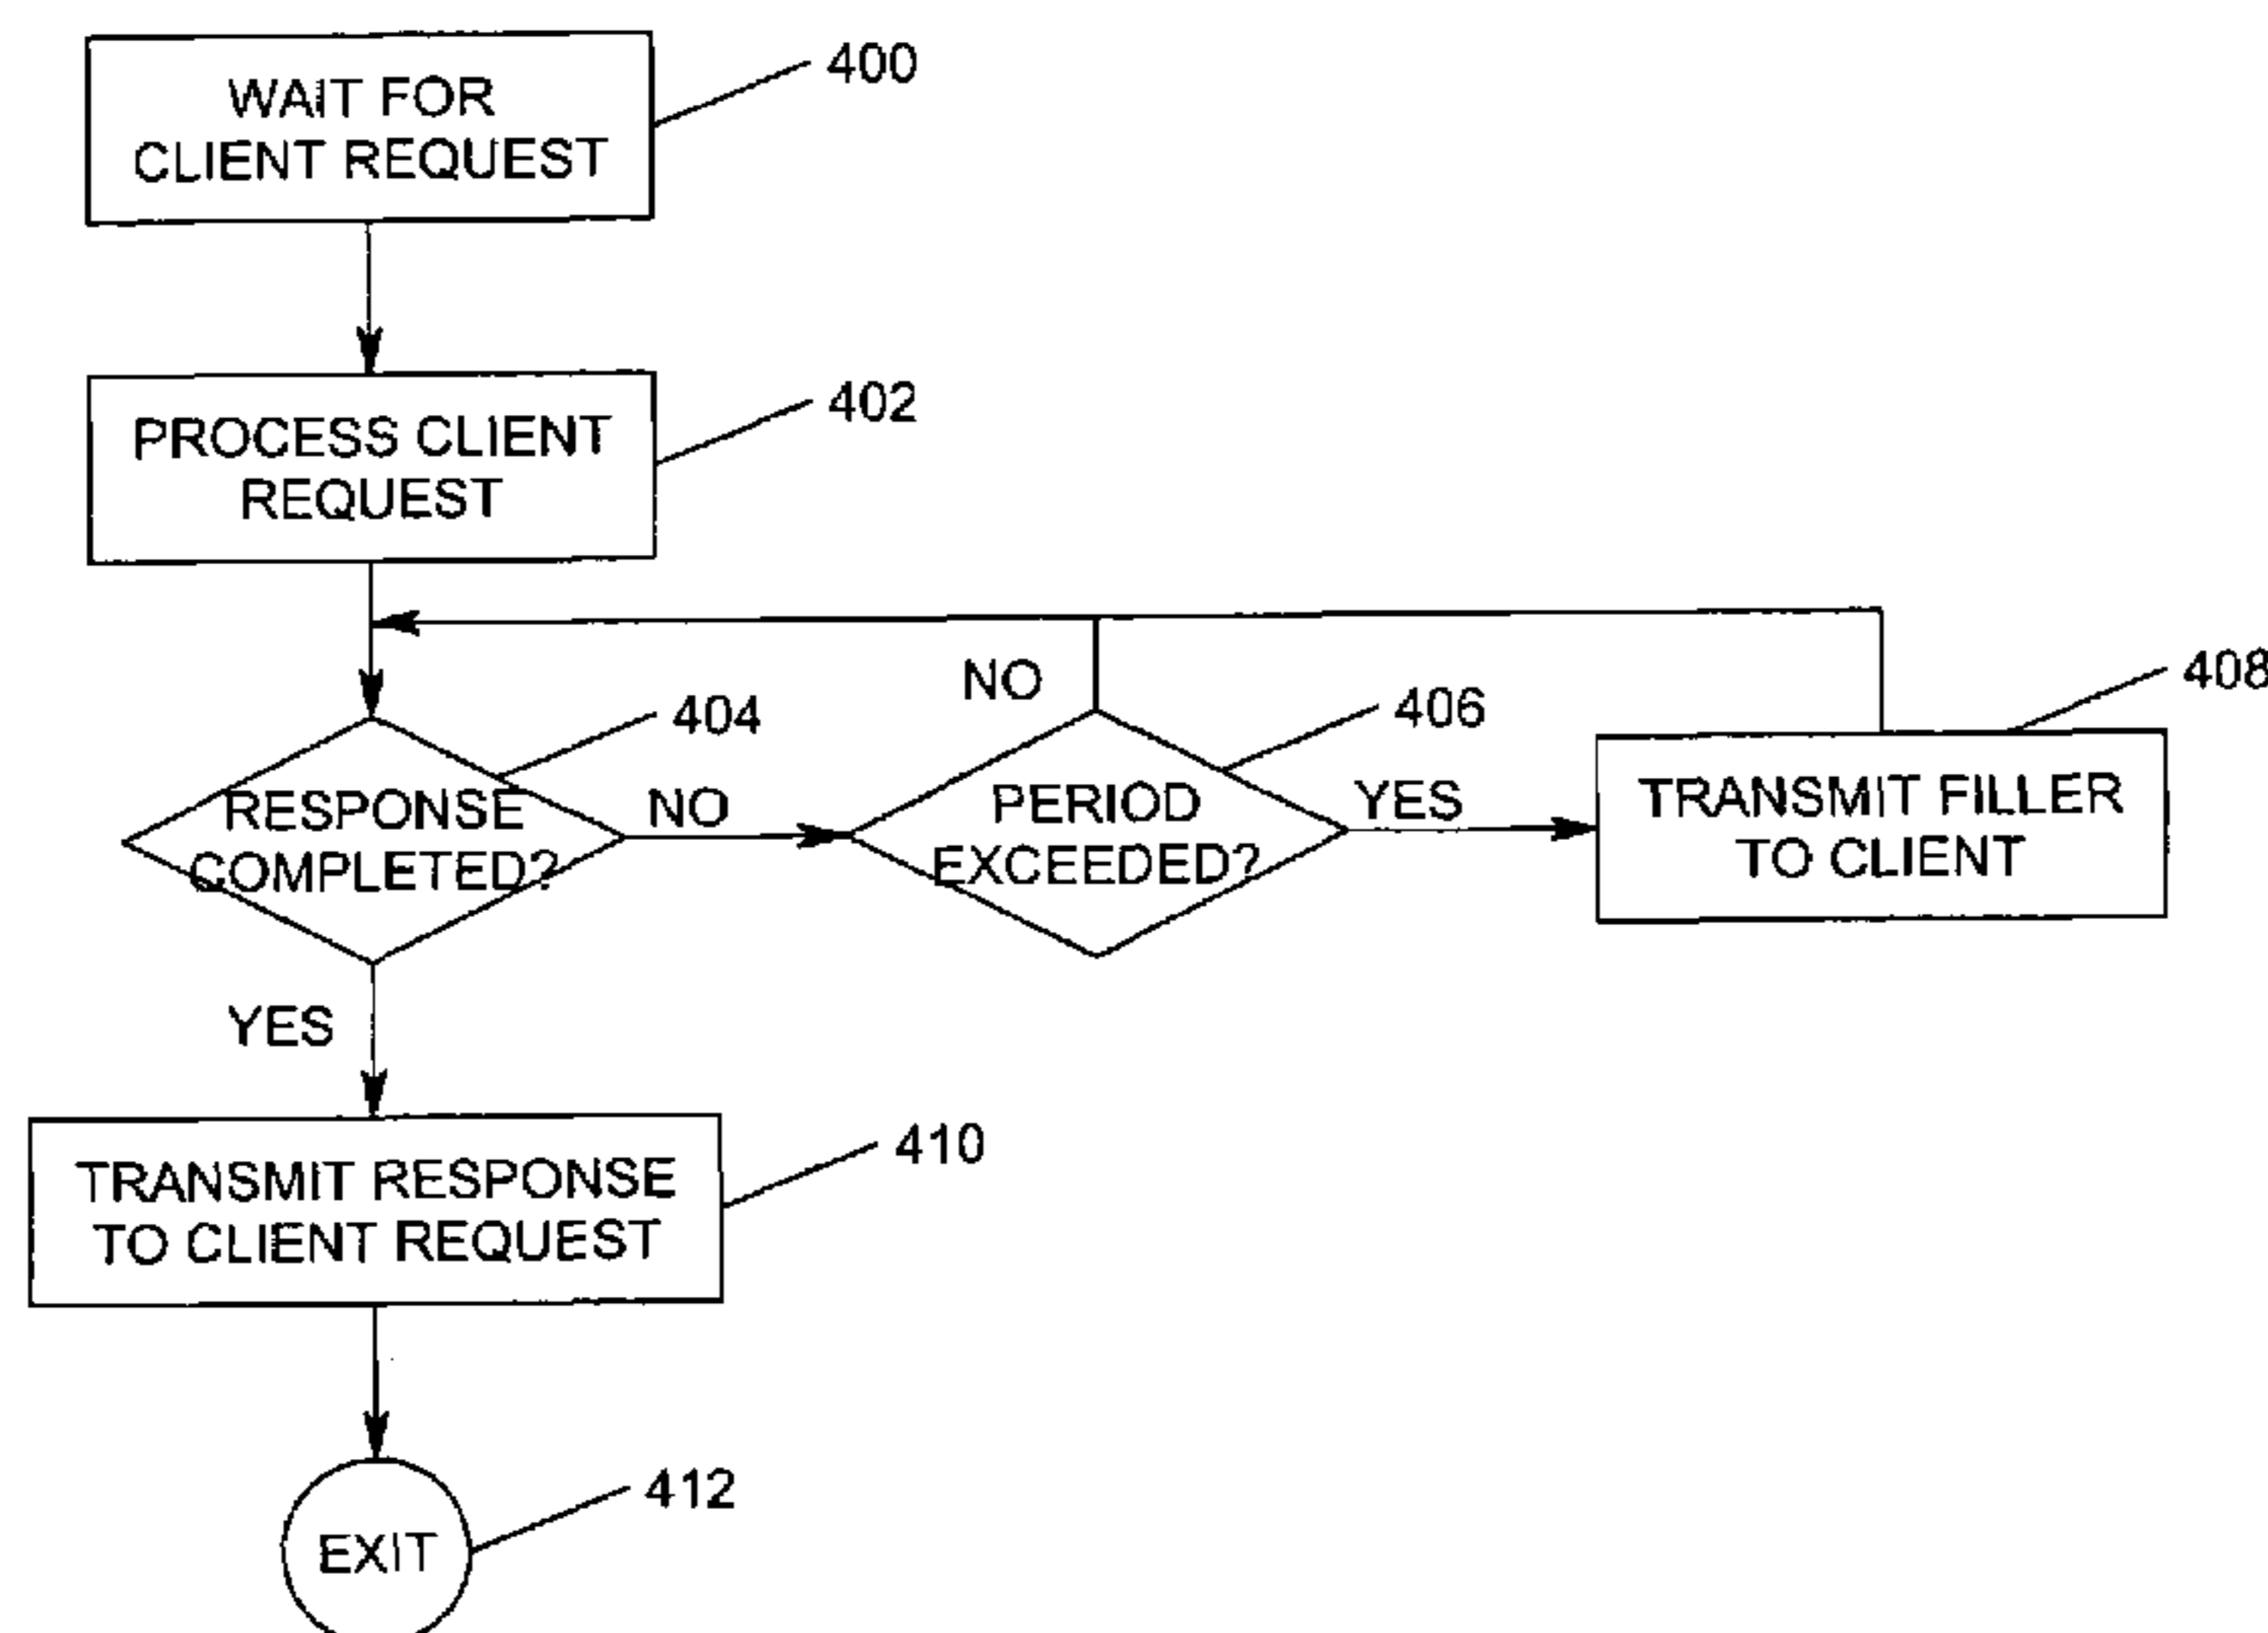 WAIT FOR
CLIENT REQUEST
400
PROCESS CLIENT
REQUEST
402
RESPONSE
COMPLETED?
404
NO
YES
PERIOD
EXCEEDED?
406
NO
YES
TRANSMIT FILLER
TO CLIENT
408
TRANSMIT RESPONSE
TO CLIENT REQUEST
410
EXIT
412